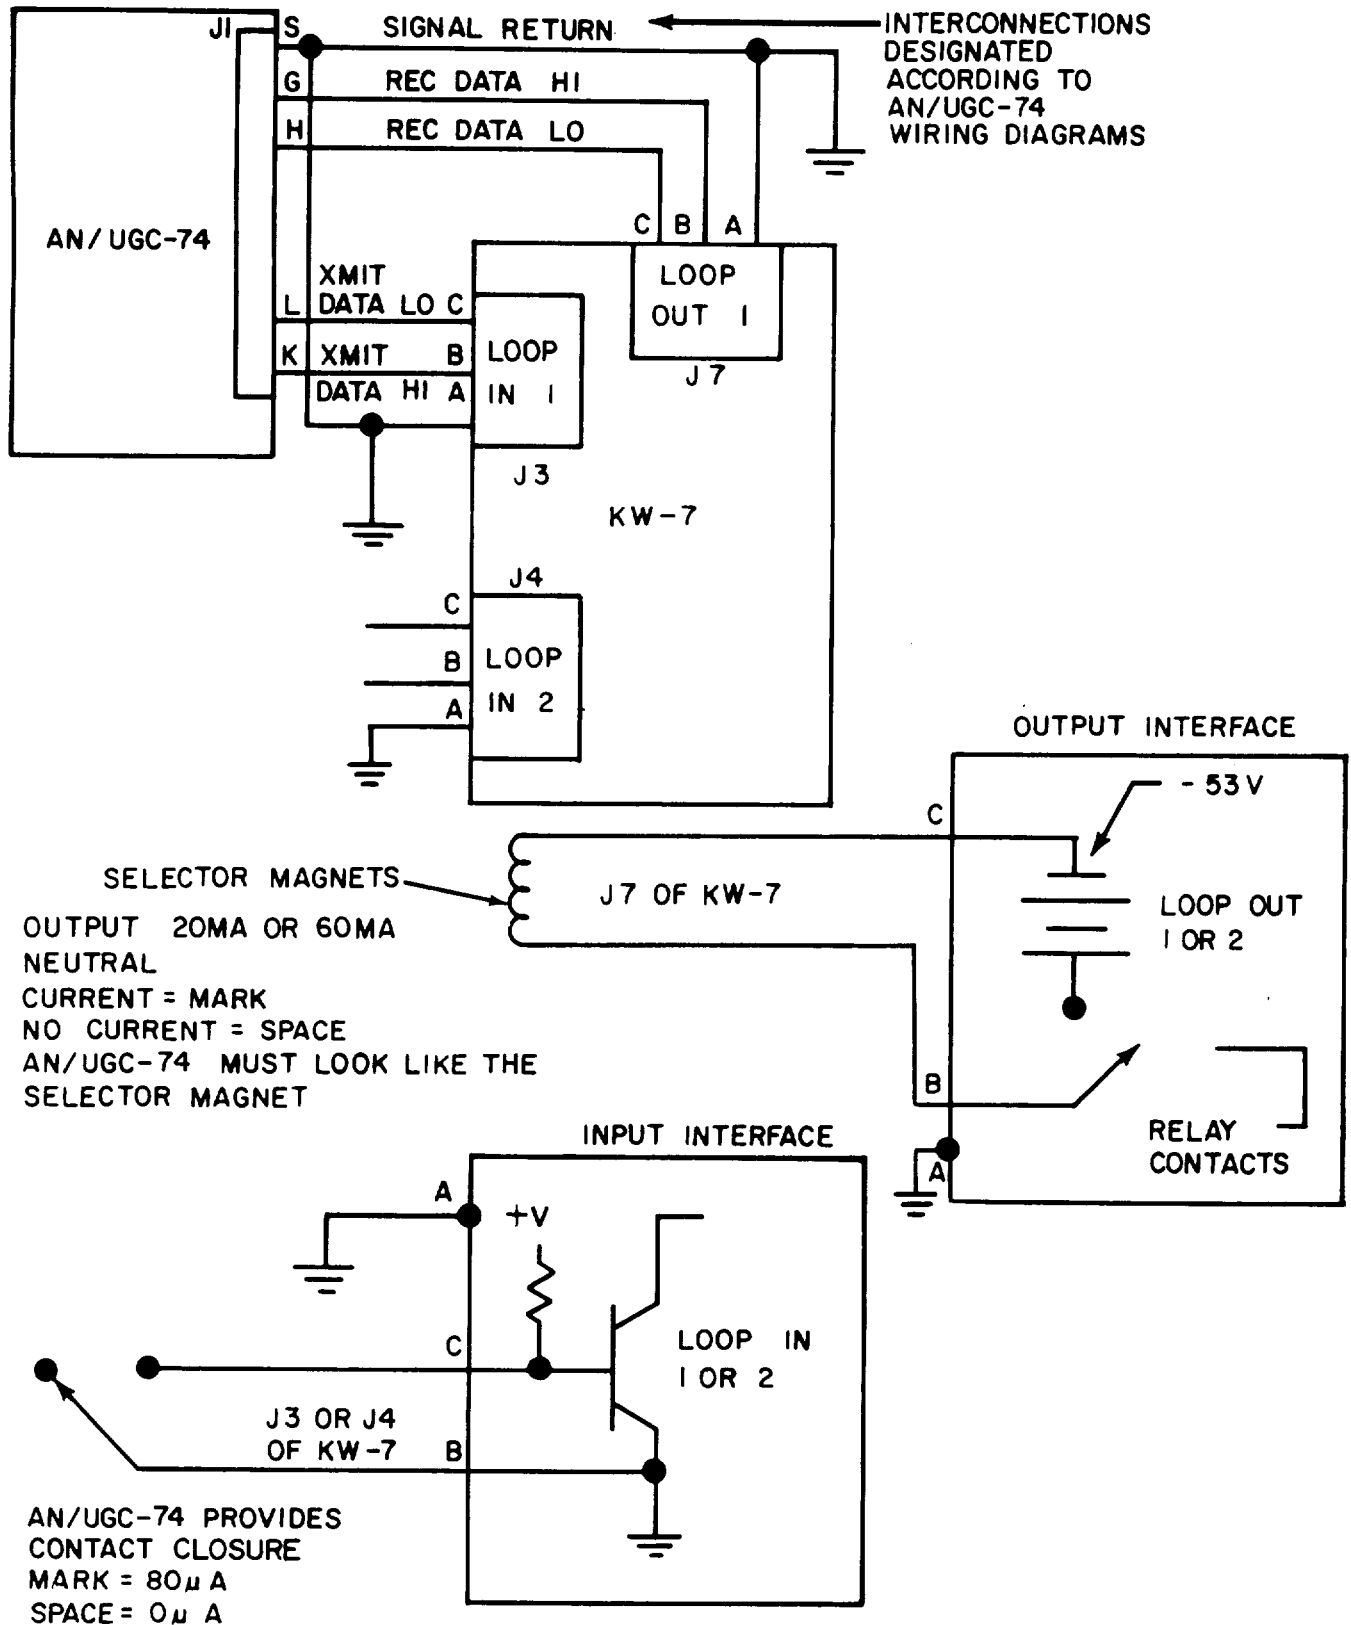 J1
S
SIGNAL RETURN
INTERCONNECTIONS
DESIGNATED
ACCORDING TO
AN/UGC-74
WIRING DIAGRAMS
G
REC DATA HI
H
REC DATA LO
AN/UGC-74
C B A
LOOP
OUT 1
J7
XMIT
L DATA LO C
K XMIT B
DATA HI A
LOOP
IN 1
J3
KW-7
J4
C
B
A
LOOP
IN 2
OUTPUT INTERFACE
-53V
C
SELECTOR MAGNETS
J7 OF KW-7
LOOP OUT
1 OR 2
OUTPUT 20MA OR 60MA
NEUTRAL
CURRENT = MARK
NO CURRENT = SPACE
AN/UGC-74 MUST LOOK LIKE THE
SELECTOR MAGNET
B
RELAY
CONTACTS
A
INPUT INTERFACE
A
+V
C
LOOP IN
1 OR 2
J3 OR J4
OF KW-7
B
AN/UGC-74 PROVIDES
CONTACT CLOSURE
MARK = 80µ A
SPACE = 0µ A